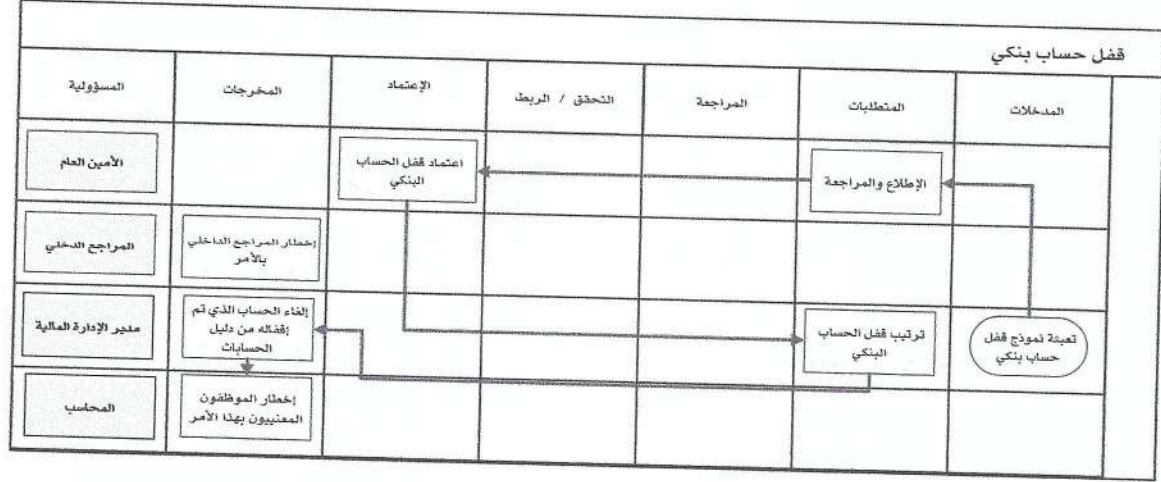 قفل حساب بنكي
المدخلات
المتطلبات
المراجعة
التحقق / الربط
الإعتماد
المخرجات
المسؤولية
الإطلاع والمراجعة
اعتماد قفل الحساب
البنكي
الأمين العام
إخطار المراجع الداخلي
بالأمر
المراجع الدخلي
تعبئة نموذج قفل
حساب بنكي
ترتيب قفل الحساب
البنكي
إلغاء الحساب الذي تم
إقفاله من دليل
الحسابات
مدير الإدارة المالية
إخطار الموظفون
المعنييون بهذا الأمر
المحاسب